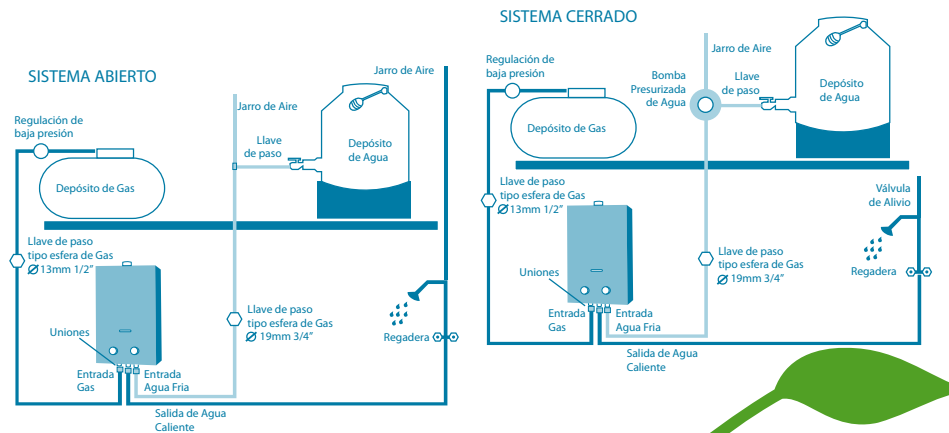 SISTEMA ABIERTO
Jarro de Aire
Jarro de Aire
Regulación de
baja presión
Llave
de paso
Depósito
de Agua
Depósito de Gas
Llave de paso
tipo esfera de Gas
Ø 13mm 1/2"
Uniones
Entrada
Gas
Entrada
Agua Fria
Llave de paso
tipo esfera de Gas
Ø 19mm 3/4"
Regadera
Salida de Agua
Caliente
SISTEMA CERRADO
Regulación de
baja presión
Jarro de Aire
Bomba
Presurizada
de Agua
Llave
de paso
Depósito
de Agua
Depósito de Gas
Llave de paso
tipo esfera de Gas
Ø 13mm 1/2"
Válvula
de Alivio
Llave de paso
tipo esfera de Gas
Ø 19mm 3/4"
Regadera
Uniones
Entrada
Gas
Entrada
Agua Fria
Salida de Agua
Caliente